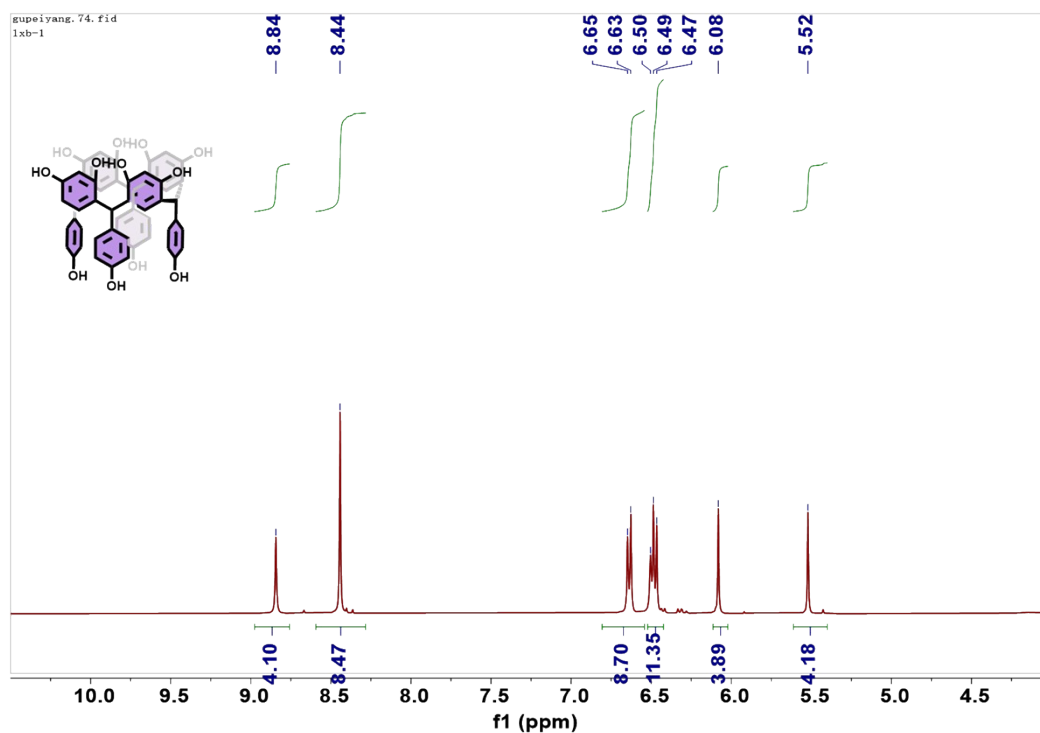 gupeiyang.74.fid
lxb-1
8.84
8.44
6.65
6.63
6.50
6.49
6.47
6.08
5.52
OH
HO
HO
OH
HO
OHHO
OH
OH
OH
OH
OH
4.10
8.47
8.70
11.35
3.89
4.18
10.0 9.5 9.0 8.5 8.0 7.5 7.0 6.5 6.0 5.5 5.0 4.5
f1 (ppm)